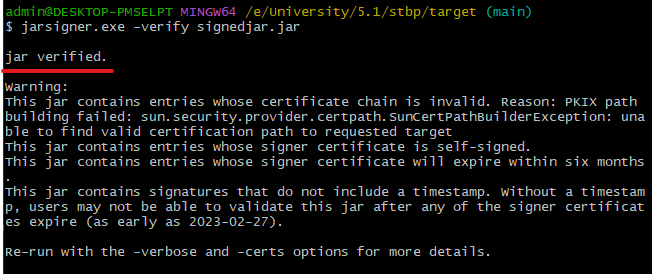 admin@DESKTOP-PMSELPT MINGW64 /e/University/5.1/stbp/target (main)
$ jarsigner.exe -verify signedjar.jar
jar verified.
Warning:
This jar contains entries whose certificate chain is invalid. Reason: PKIX path
building failed: sun.security.provider.certpath.SunCertPathBuilderException: una
ble to find valid certification path to requested target
This jar contains entries whose signer certificate is self-signed.
This jar contains entries whose signer certificate will expire within six months
.
This jar contains signatures that do not include a timestamp. Without a timestam
p, users may not be able to validate this jar after any of the signer certificat
es expire (as early as 2023-02-27).
Re-run with the -verbose and -certs options for more details.